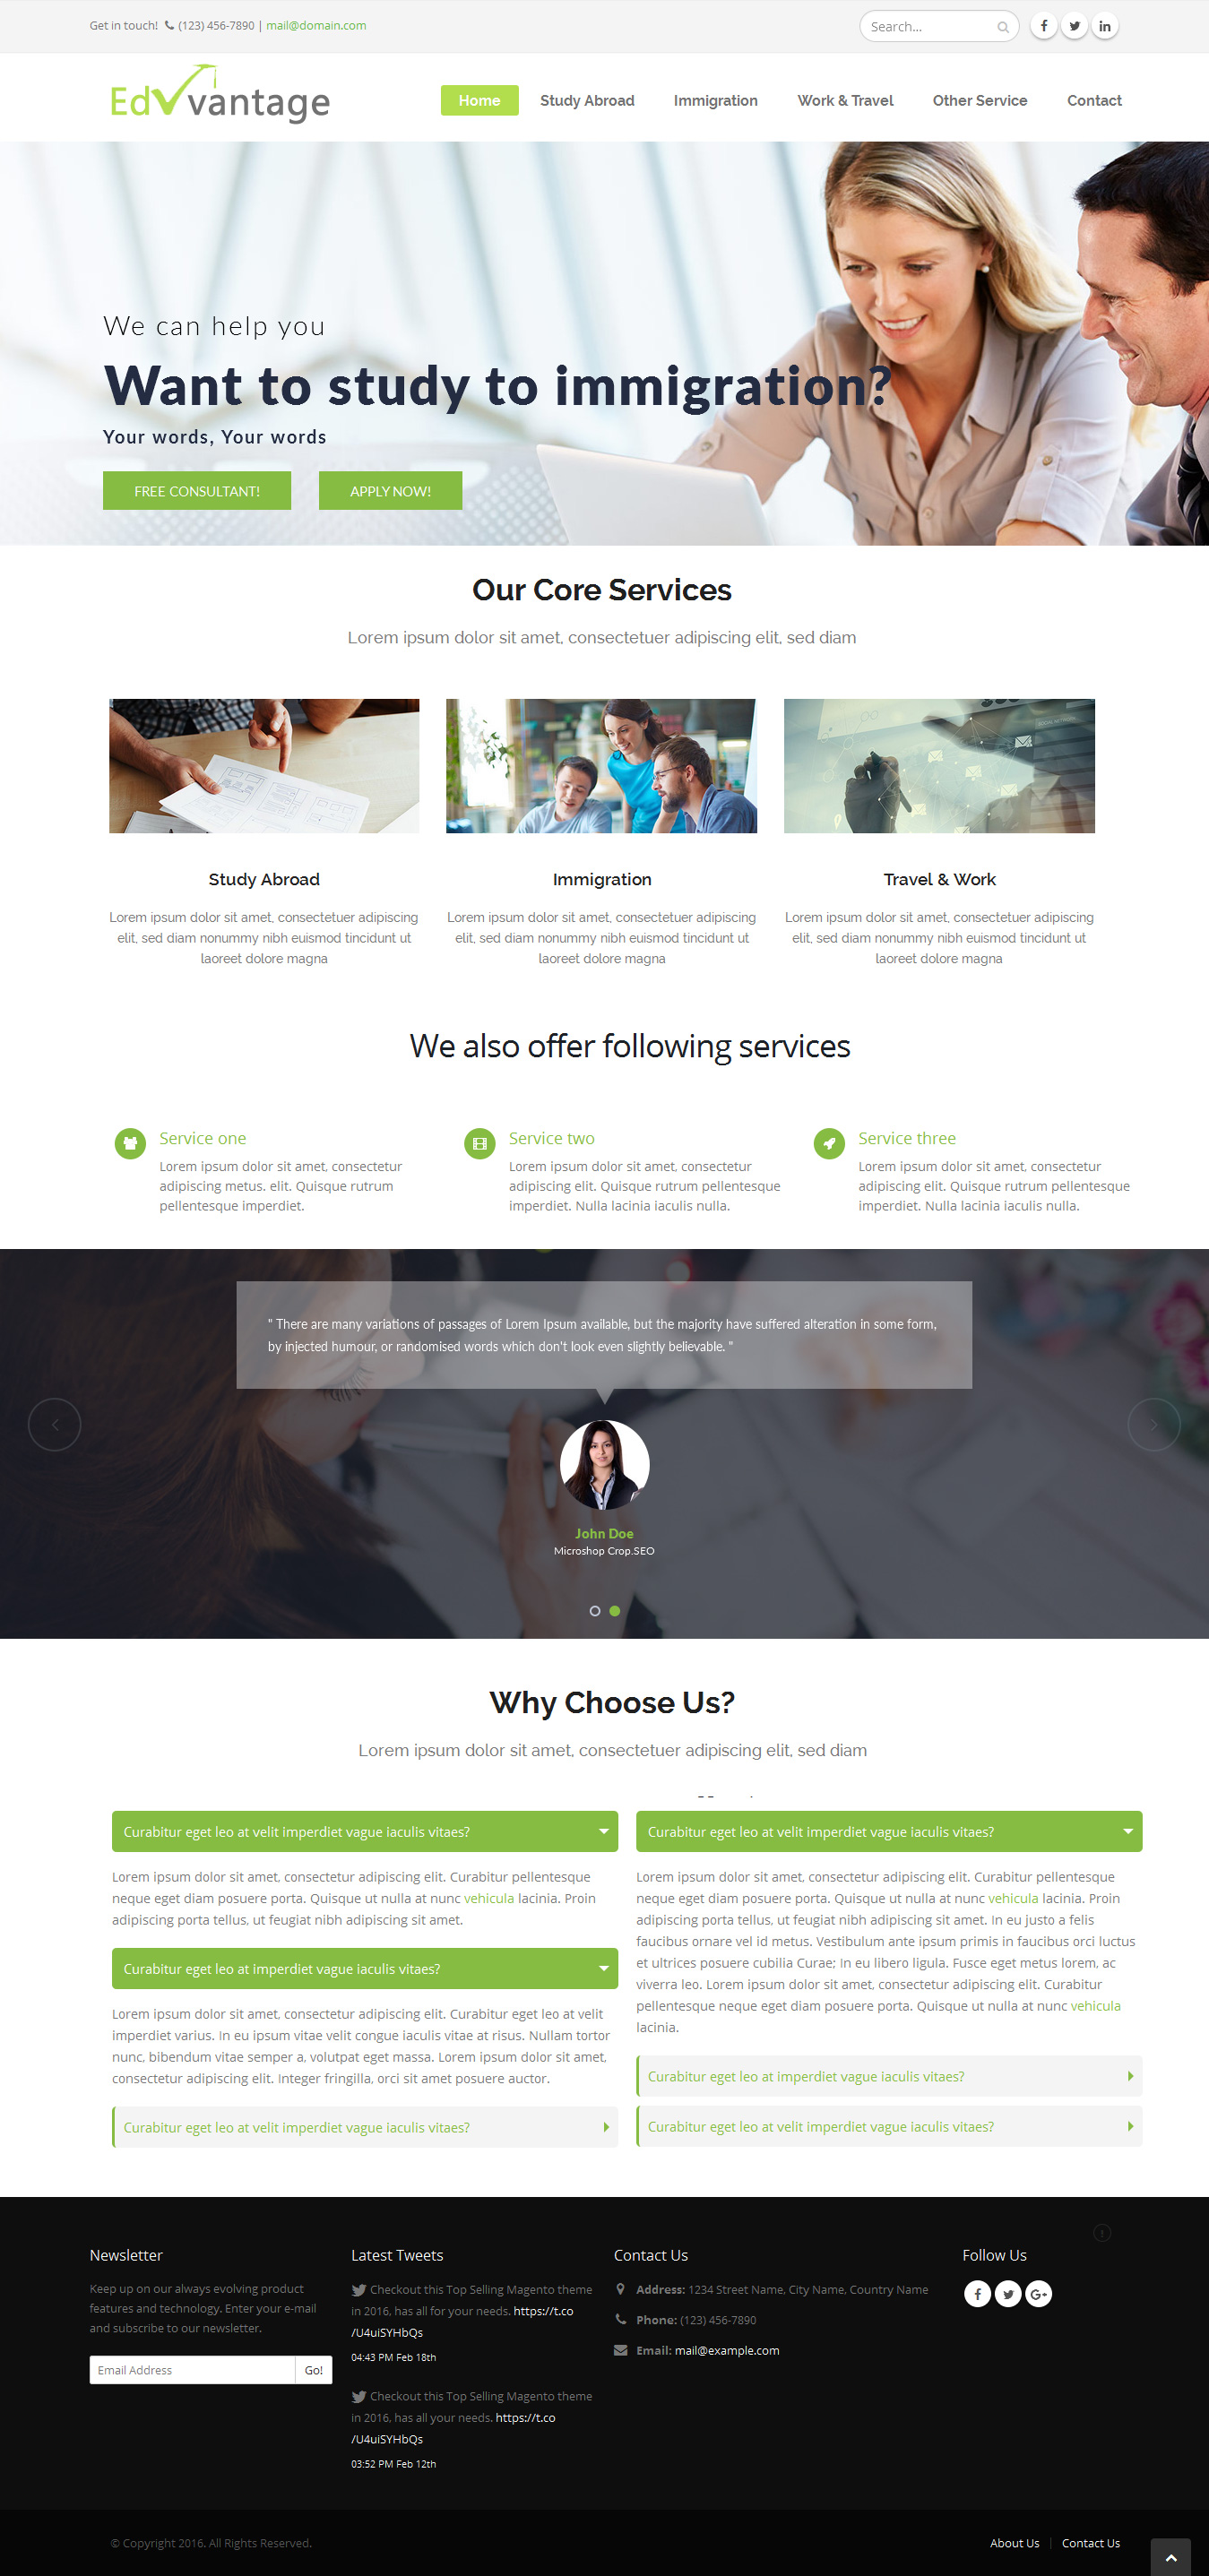 Get in touch! (123) 456-7890 | mail@domain.com
Search...
Edvvantage
Home
Study Abroad
Immigration
Work & Travel
Other Service
Contact
We can help you
Want to study to immigration?
Your words, Your words
FREE CONSULTANT!
APPLY NOW!
Our Core Services
Lorem ipsum dolor sit amet, consectetuer adipiscing elit, sed diam
Study Abroad
Lorem ipsum dolor sit amet, consectetuer adipiscing
elit, sed diam nonummy nibh euismod tincidunt ut
laoreet dolore magna
Immigration
Lorem ipsum dolor sit amet, consectetuer adipiscing
elit, sed diam nonummy nibh euismod tincidunt ut
laoreet dolore magna
Travel & Work
Lorem ipsum dolor sit amet, consectetuer adipiscing
elit, sed diam nonummy nibh euismod tincidunt ut
laoreet dolore magna
We also offer following services
Service one
Lorem ipsum dolor sit amet, consectetur
adipiscing metus. elit. Quisque rutrum
pellentesque imperdiet.
Service two
Lorem ipsum dolor sit amet, consectetur
adipiscing elit. Quisque rutrum pellentesque
imperdiet. Nulla lacinia iaculis nulla.
Service three
Lorem ipsum dolor sit amet, consectetur
adipiscing elit. Quisque rutrum pellentesque
imperdiet. Nulla lacinia iaculis nulla.
" There are many variations of passages of Lorem Ipsum available, but the majority have suffered alteration in some form,
by injected humour, or randomised words which don't look even slightly believable. "
John Doe
Microshop Crop.SEO
Why Choose Us?
Lorem ipsum dolor sit amet, consectetuer adipiscing elit, sed diam
Curabitur eget leo at velit imperdiet vague iaculis vitaes?
Lorem ipsum dolor sit amet, consectetur adipiscing elit. Curabitur pellentesque
neque eget diam posuere porta. Quisque ut nulla at nunc vehicula lacinia. Proin
adipiscing porta tellus, ut feugiat nibh adipiscing sit amet.
Curabitur eget leo at imperdiet vague iaculis vitaes?
Lorem ipsum dolor sit amet, consectetur adipiscing elit. Curabitur eget leo at velit
imperdiet varius. In eu ipsum vitae velit congue iaculis vitae at risus. Nullam tortor
nunc, bibendum vitae semper a, volutpat eget massa. Lorem ipsum dolor sit amet,
consectetur adipiscing elit. Integer fringilla, orci sit amet posuere auctor.
Curabitur eget leo at velit imperdiet vague iaculis vitaes?
Curabitur eget leo at velit imperdiet vague iaculis vitaes?
Lorem ipsum dolor sit amet, consectetur adipiscing elit. Curabitur pellentesque
neque eget diam posuere porta. Quisque ut nulla at nunc vehicula lacinia. Proin
adipiscing porta tellus, ut feugiat nibh adipiscing sit amet. In eu justo a felis
faucibus ornare vel id metus. Vestibulum ante ipsum primis in faucibus orci luctus
et ultrices posuere cubilia Curae; In eu libero ligula. Fusce eget metus lorem, ac
viverra leo. Lorem ipsum dolor sit amet, consectetur adipiscing elit. Curabitur
pellentesque neque eget diam posuere porta. Quisque ut nulla at nunc vehicula
lacinia.
Curabitur eget leo at imperdiet vague iaculis vitaes?
Curabitur eget leo at velit imperdiet vague iaculis vitaes?
Newsletter
Keep up on our always evolving product
features and technology. Enter your e-mail
and subscribe to our newsletter.
Email Address
Go!
Latest Tweets
Checkout this Top Selling Magento theme
in 2016, has all for your needs. https://t.co
/U4uiSYHbQs
04:43 PM Feb 18th
Checkout this Top Selling Magento theme
in 2016, has all your needs. https://t.co
/U4uiSYHbQs
03:52 PM Feb 12th
Contact Us
Address: 1234 Street Name, City Name, Country Name
Phone: (123) 456-7890
Email: mail@example.com
Follow Us
© Copyright 2016. All Rights Reserved.
About Us | Contact Us